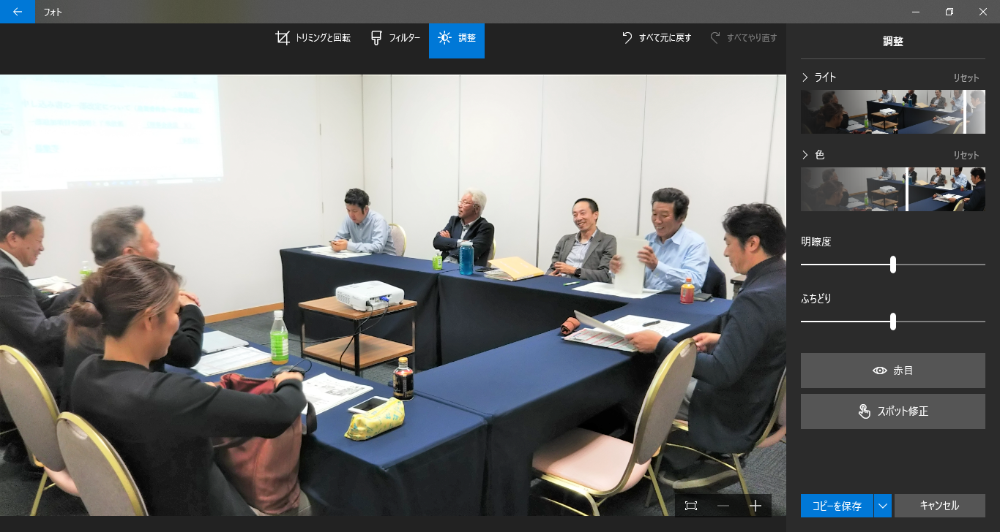 フォト
トリミングと回転
フィルター
調整
すべて元に戻す
すべてやり直す
調整
ライト
リセット
色
リセット
明瞭度
ふちどり
赤目
スポット修正
コピーを保存
キャンセル